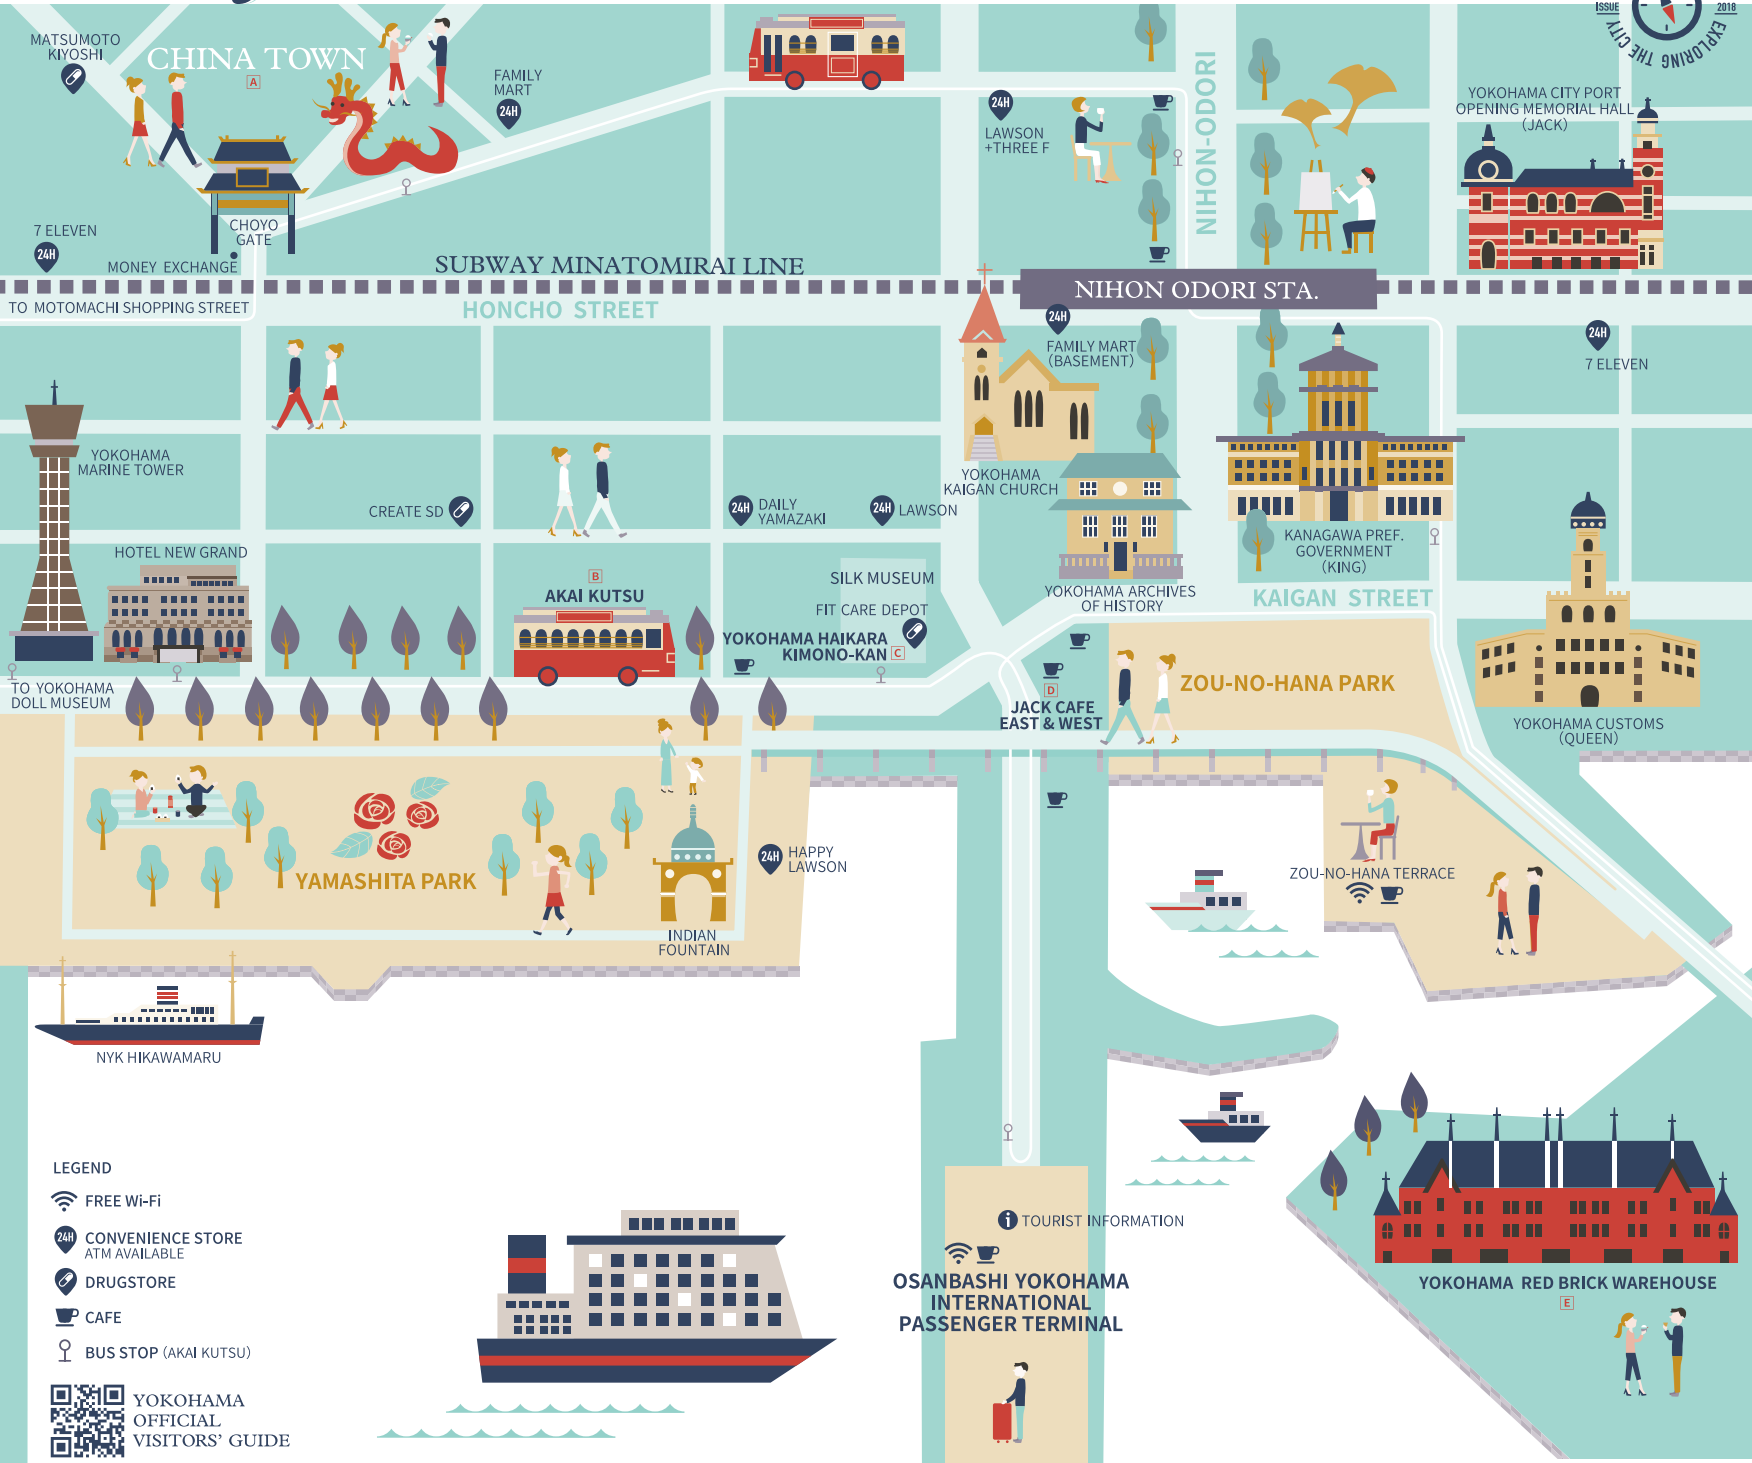 ISSUE
2018
EXPLORING THE CITY
MATSUMOTO
KIYOSHI
CHINA TOWN
A
FAMILY
MART
24H
24H
LAWSON
+THREE F
NIHON-ODORI
YOKOHAMA CITY PORT
OPENING MEMORIAL HALL
(JACK)
7 ELEVEN
24H
CHOYO
GATE
MONEY EXCHANGE
SUBWAY MINATOMIRAI LINE
NIHON ODORI STA.
TO MOTOMACHI SHOPPING STREET
HONCHO STREET
24H
FAMILY MART
(BASEMENT)
24H
7 ELEVEN
YOKOHAMA
MARINE TOWER
YOKOHAMA
KAIGAN CHURCH
CREATE SD
24H
DAILY
YAMAZAKI
24H
LAWSON
KANAGAWA PREF.
GOVERNMENT
(KING)
HOTEL NEW GRAND
B
AKAI KUTSU
SILK MUSEUM
FIT CARE DEPOT
YOKOHAMA HAIKARA
KIMONO-KAN
C
YOKOHAMA ARCHIVES
OF HISTORY
KAIGAN STREET
TO YOKOHAMA
DOLL MUSEUM
D
JACK CAFE
EAST & WEST
ZOU-NO-HANA PARK
YOKOHAMA CUSTOMS
(QUEEN)
YAMASHITA PARK
24H
HAPPY
LAWSON
INDIAN
FOUNTAIN
ZOU-NO-HANA TERRACE
NYK HIKAWAMARU
LEGEND
FREE Wi-Fi
24H
CONVENIENCE STORE
ATM AVAILABLE
DRUGSTORE
CAFE
BUS STOP (AKAI KUTSU)
YOKOHAMA
OFFICIAL
VISITORS' GUIDE
i
TOURIST INFORMATION
OSANBASHI YOKOHAMA
INTERNATIONAL
PASSENGER TERMINAL
YOKOHAMA RED BRICK WAREHOUSE
E